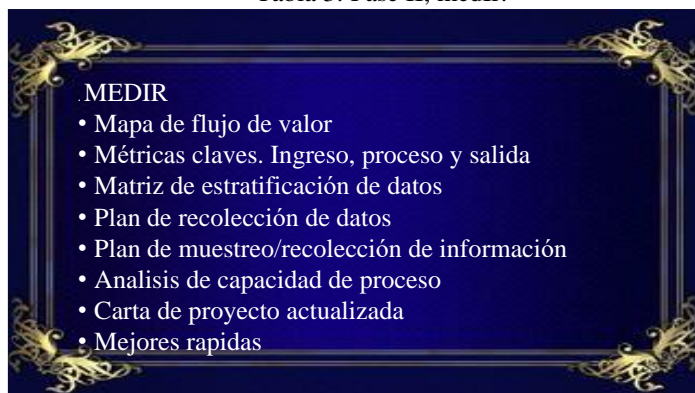 Tabla 3. Fase II, medir.
. MEDIR
• Mapa de flujo de valor
• Métricas claves. Ingreso, proceso y salida
• Matriz de estratificación de datos
• Plan de recolección de datos
• Plan de muestreo/recolección de información
• Analisis de capacidad de proceso
• Carta de proyecto actualizada
• Mejores rapidas